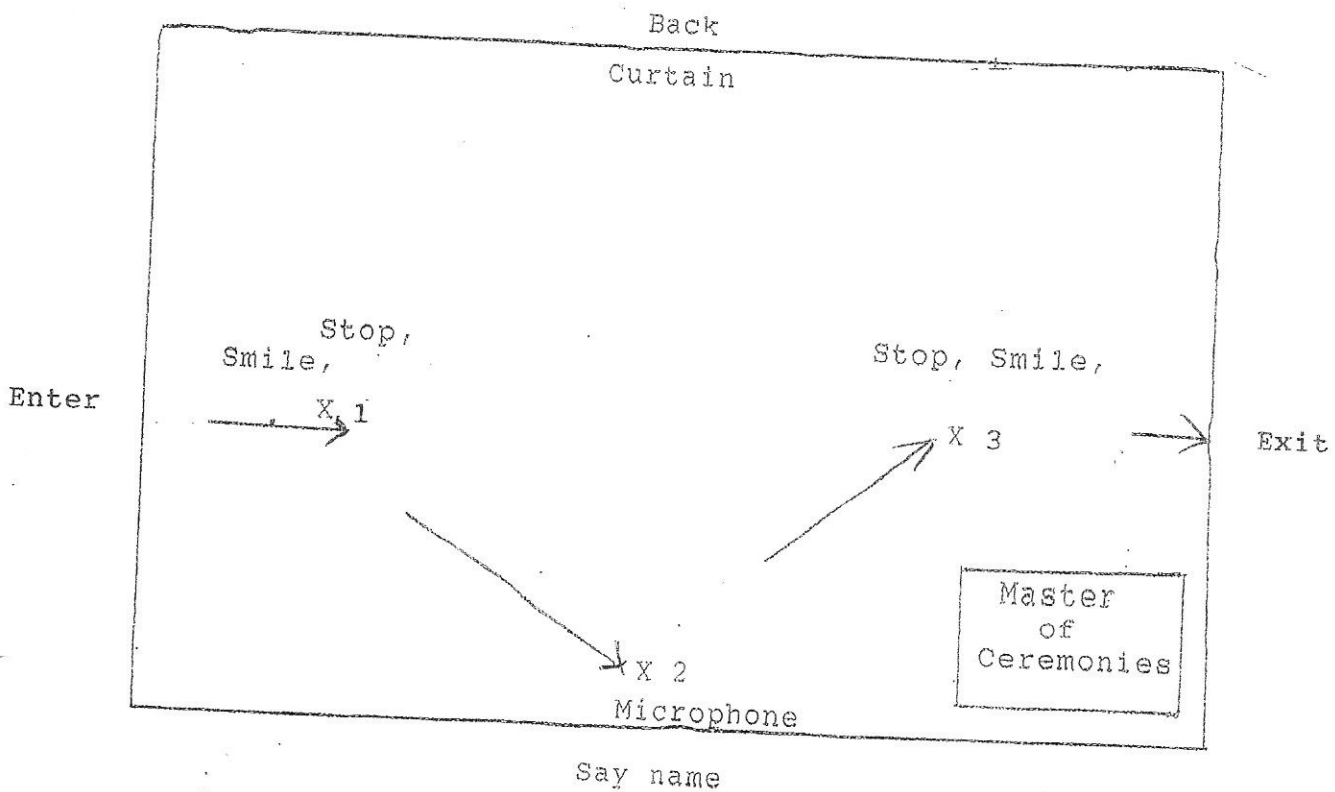 Back
Curtain
Stop,
Smile,
Stop, Smile,
Enter
X 1
X 3
Exit
Master
of
Ceremonies
X 2
Microphone
Say name